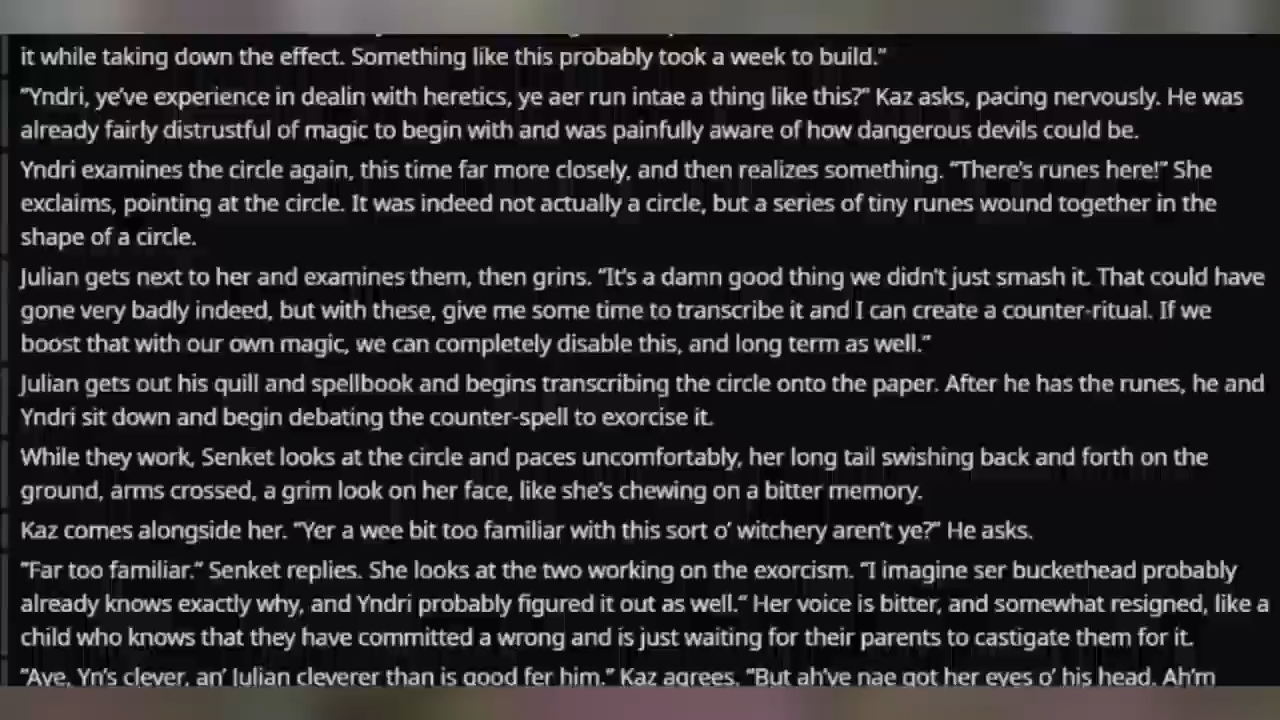 it while taking down the effect. Something like this probably took a week to build.”
“Yndri, ye’ve experience in dealin with heretics, ye aer run intae a thing like this?” Kaz asks, pacing nervously. He was
already fairly distrustful of magic to begin with and was painfully aware of how dangerous devils could be.
Yndri examines the circle again, this time far more closely, and then realizes something. “There’s runes here!” She
exclaims, pointing at the circle. It was indeed not actually a circle, but a series of tiny runes wound together in the
shape of a circle.
Julian gets next to her and examines them, then grins. “It’s a damn good thing we didn’t just smash it. That could have
gone very badly indeed, but with these, give me some time to transcribe it and I can create a counter-ritual. If we
boost that with our own magic, we can completely disable this, and long term as well.”
Julian gets out his quill and spellbook and begins transcribing the circle onto the paper. After he has the runes, he and
Yndri sit down and begin debating the counter-spell to exorcise it.
While they work, Senket looks at the circle and paces uncomfortably, her long tail swishing back and forth on the
ground, arms crossed, a grim look on her face, like she’s chewing on a bitter memory.
Kaz comes alongside her. “Yer a wee bit too familiar with this sort o’ witchery aren’t ye?” He asks.
“Far too familiar.” Senket replies. She looks at the two working on the exorcism. “I imagine ser buckethead probably
already knows exactly why, and Yndri probably figured it out as well.” Her voice is bitter, and somewhat resigned, like a
child who knows that they have committed a wrong and is just waiting for their parents to castigate them for it.
“Aye, Yn’s clever, an’ Julian cleverer than is good fer him.” Kaz agrees. “But ah’ve nae got her eyes o’ his head. Ah’m